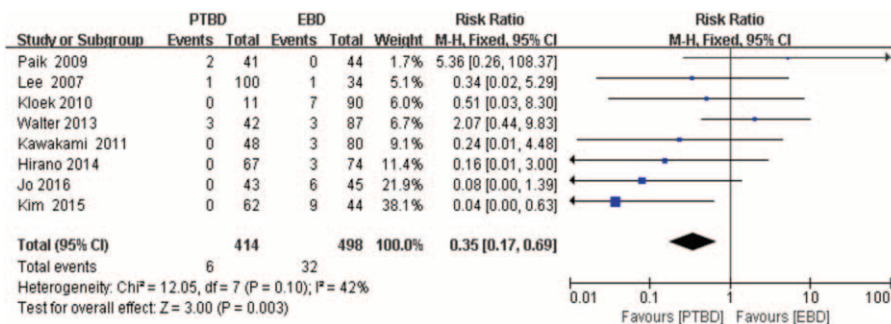 PTBD EBD Risk Ratio Risk Ratio
Study or Subgroup Events Total Events Total Weight M-H, Fixed, 95% CI M-H, Fixed, 95% CI
Paik 2009 2 41 0 44 1.7% 5.36 [0.26, 108.37]
Lee 2007 1 100 1 34 5.1% 0.34 [0.02, 5.29]
Kloek 2010 0 11 7 90 6.0% 0.51 [0.03, 8.30]
Walter 2013 3 42 3 87 6.7% 2.07 [0.44, 9.83]
Kawakami 2011 0 48 3 80 9.1% 0.24 [0.01, 4.48]
Hirano 2014 0 67 3 74 11.4% 0.16 [0.01, 3.00]
Jo 2016 0 43 6 45 21.9% 0.08 [0.00, 1.39]
Kim 2015 0 62 9 44 38.1% 0.04 [0.00, 0.63]
Total (95% CI) 414 498 100.0% 0.35 [0.17, 0.69]
Total events 6 32
Heterogeneity: Chi² = 12.05, df = 7 (P = 0.10); I² = 42%
Test for overall effect: Z = 3.00 (P = 0.003)
0.01 0.1 1 10 100
Favours [PTBD] Favours [EBD]